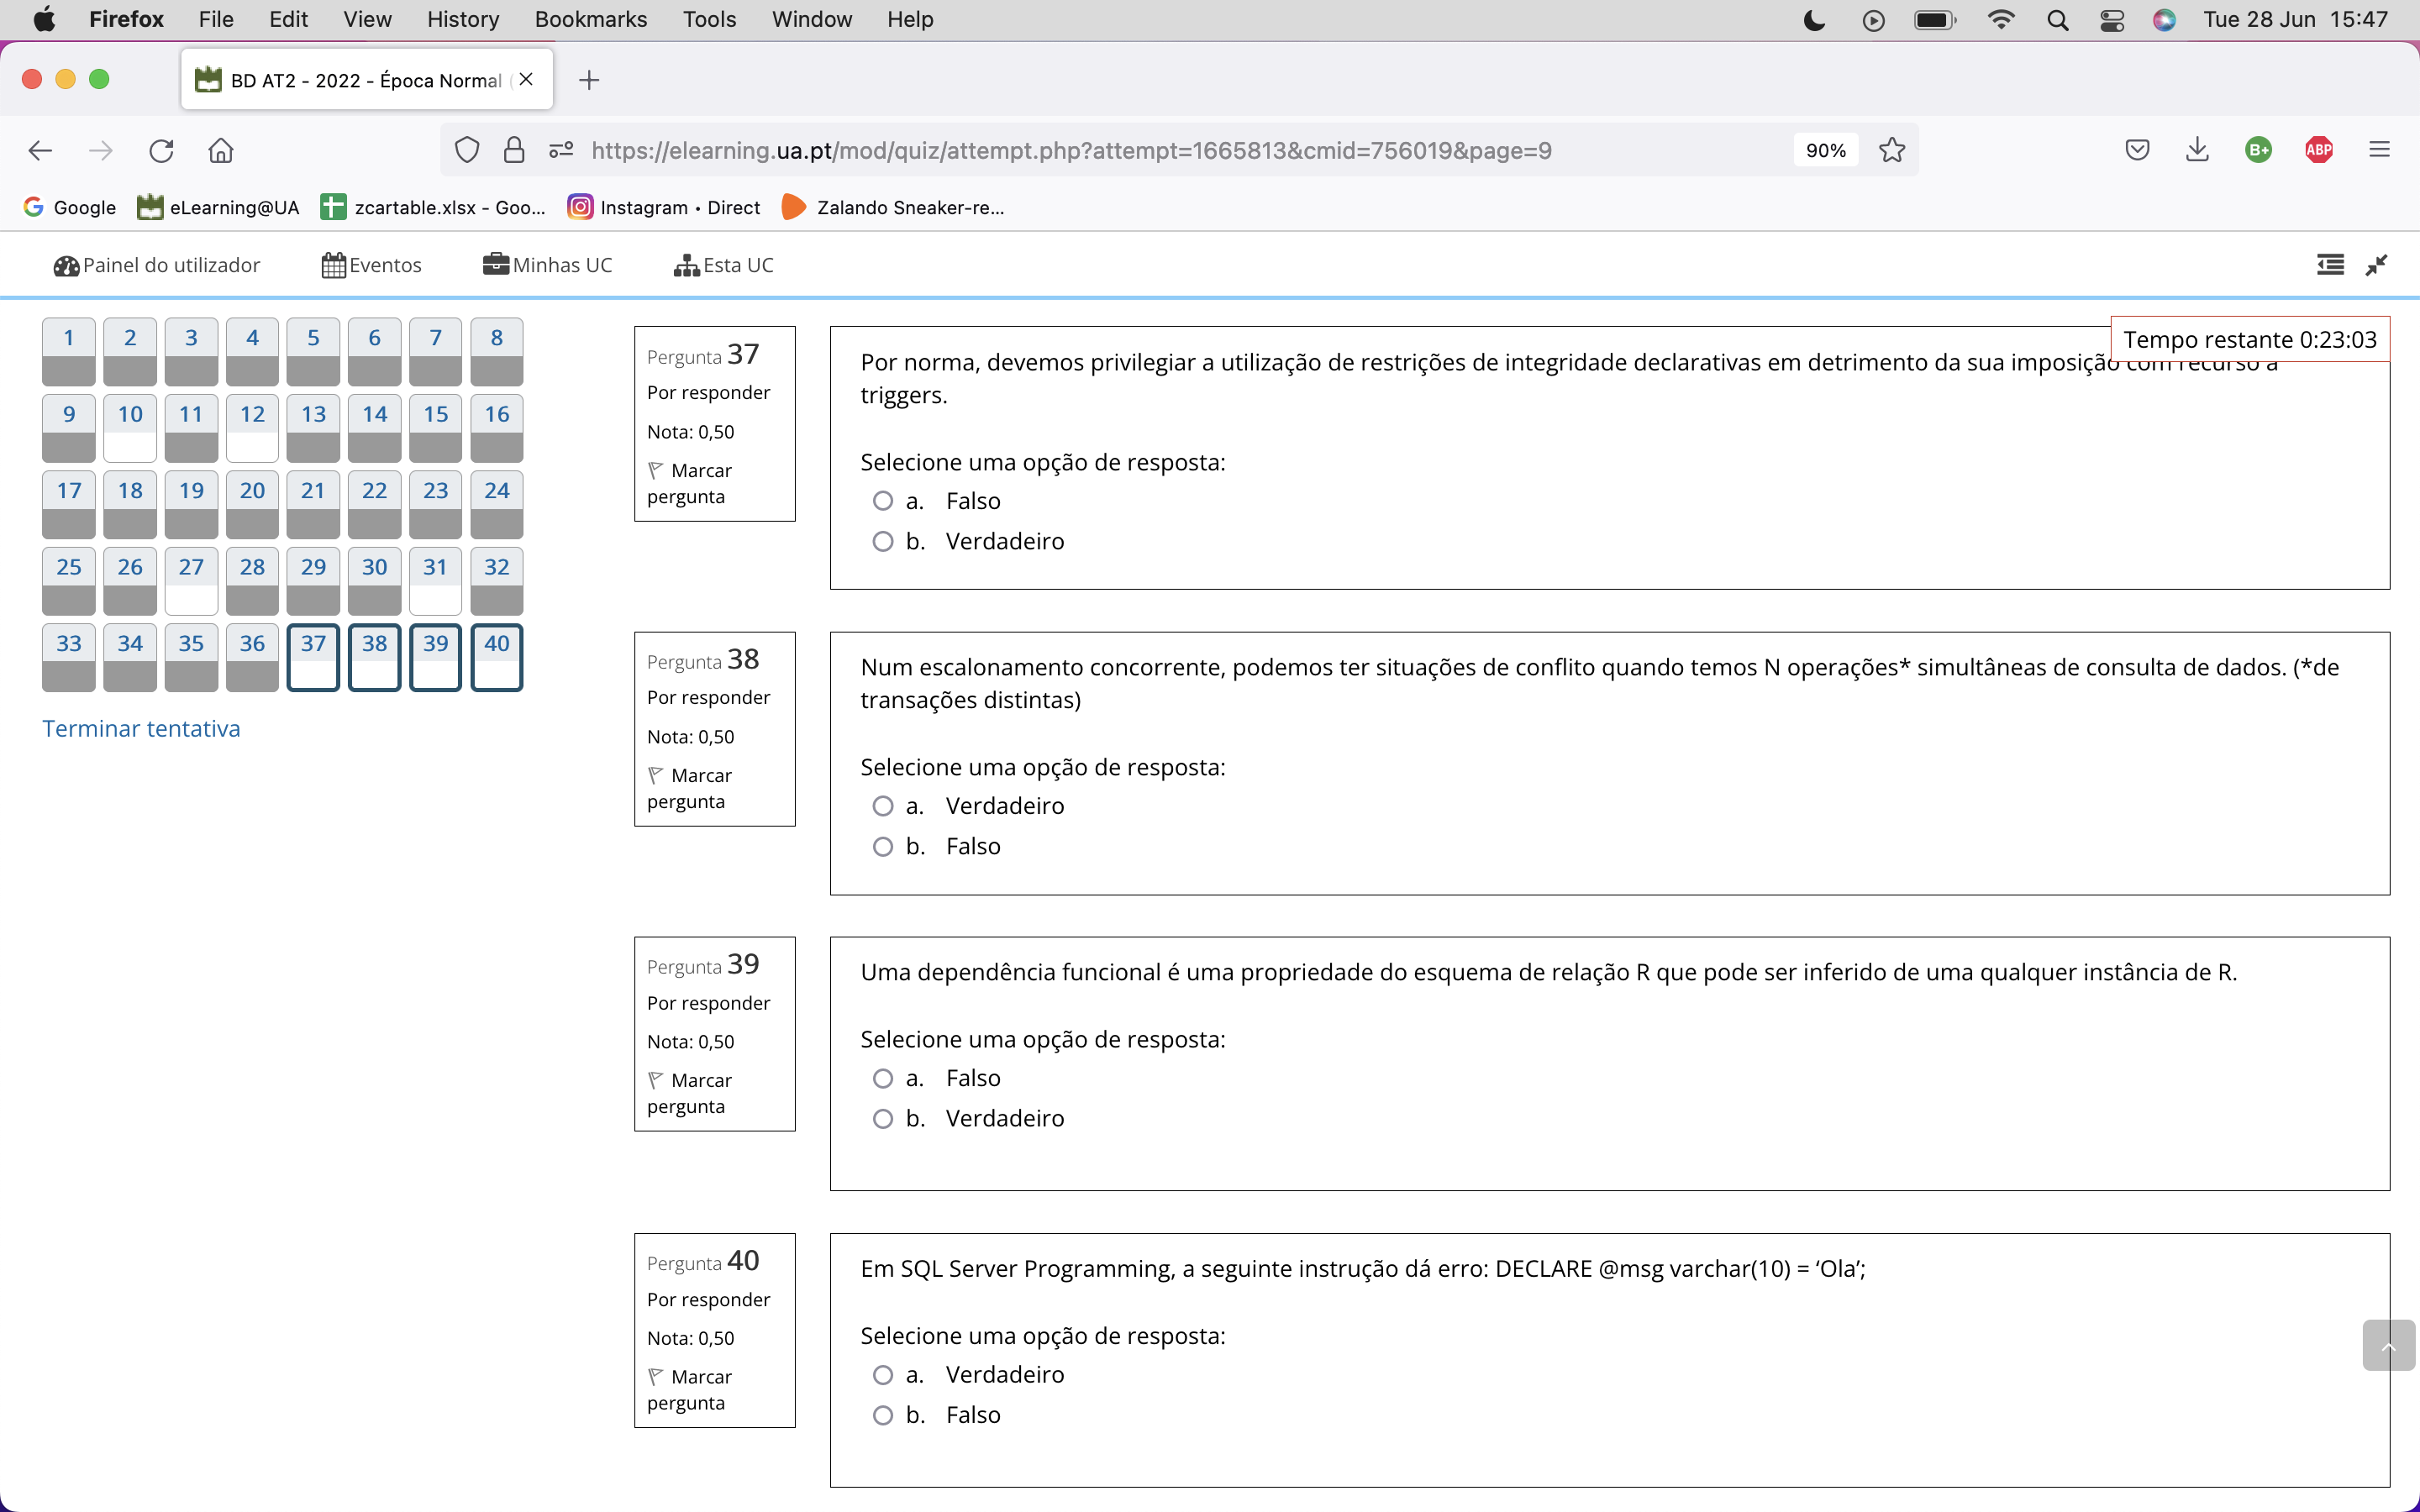 Firefox File Edit View History Bookmarks Tools Window Help Tue 28 Jun 15:47
BD AT2 - 2022 - Época Normal (
https://elearning.ua.pt/mod/quiz/attempt.php?attempt=1665813&cmid=756019&page=9 90% B+ ABP
Google eLearning@UA zcartable.xlsx - Goo... Instagram • Direct Zalando Sneaker-re...
Painel do utilizador Eventos Minhas UC Esta UC
Tempo restante 0:23:03
1 2 3 4 5 6 7 8
9 10 11 12 13 14 15 16
17 18 19 20 21 22 23 24
25 26 27 28 29 30 31 32
33 34 35 36 37 38 39 40
Terminar tentativa
Pergunta 37
Por responder
Nota: 0,50
Marcar
pergunta
Por norma, devemos privilegiar a utilização de restrições de integridade declarativas em detrimento da sua imposição com recurso a
triggers.
Selecione uma opção de resposta:
a. Falso
b. Verdadeiro
Pergunta 38
Por responder
Nota: 0,50
Marcar
pergunta
Num escalonamento concorrente, podemos ter situações de conflito quando temos N operações* simultâneas de consulta de dados. (*de
transações distintas)
Selecione uma opção de resposta:
a. Verdadeiro
b. Falso
Pergunta 39
Por responder
Nota: 0,50
Marcar
pergunta
Uma dependência funcional é uma propriedade do esquema de relação R que pode ser inferido de uma qualquer instância de R.
Selecione uma opção de resposta:
a. Falso
b. Verdadeiro
Pergunta 40
Por responder
Nota: 0,50
Marcar
pergunta
Em SQL Server Programming, a seguinte instrução dá erro: DECLARE @msg varchar(10) = ‘Ola’;
Selecione uma opção de resposta:
a. Verdadeiro
b. Falso